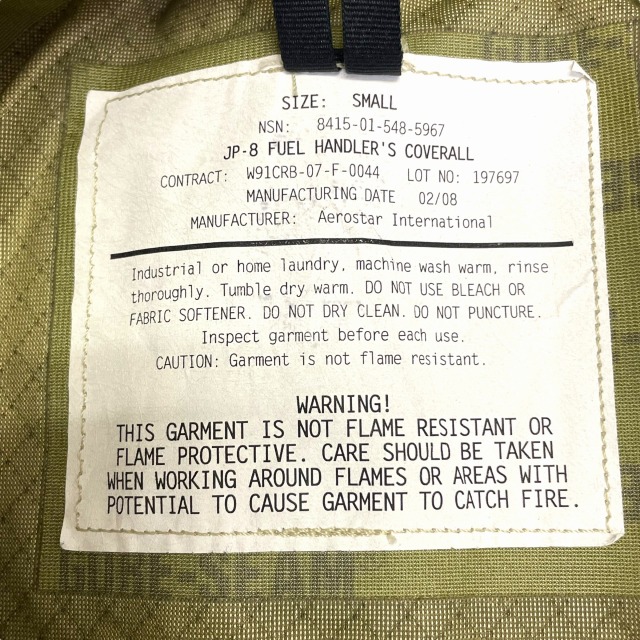 GORE-
SIZE: SMALL
NSN: 8415-01-548-5967
JP-8 FUEL HANDLER'S COVERALL
CONTRACT: W91CRB-07-F-0044 LOT NO: 197697
MANUFACTURING DATE 02/08
MANUFACTURER: Aerostar International
Industrial or home laundry, machine wash warm, rinse
thoroughly. Tumble dry warm. DO NOT USE BLEACH OR
FABRIC SOFTENER. DO NOT DRY CLEAN. DO NOT PUNCTURE.
Inspect garment before each use.
CAUTION: Garment is not flame resistant.
WARNING!
THIS GARMENT IS NOT FLAME RESISTANT OR
FLAME PROTECTIVE. CARE SHOULD BE TAKEN
WHEN WORKING AROUND FLAMES OR AREAS WITH
POTENTIAL TO CAUSE GARMENT TO CATCH FIRE.
GORE-SEAM